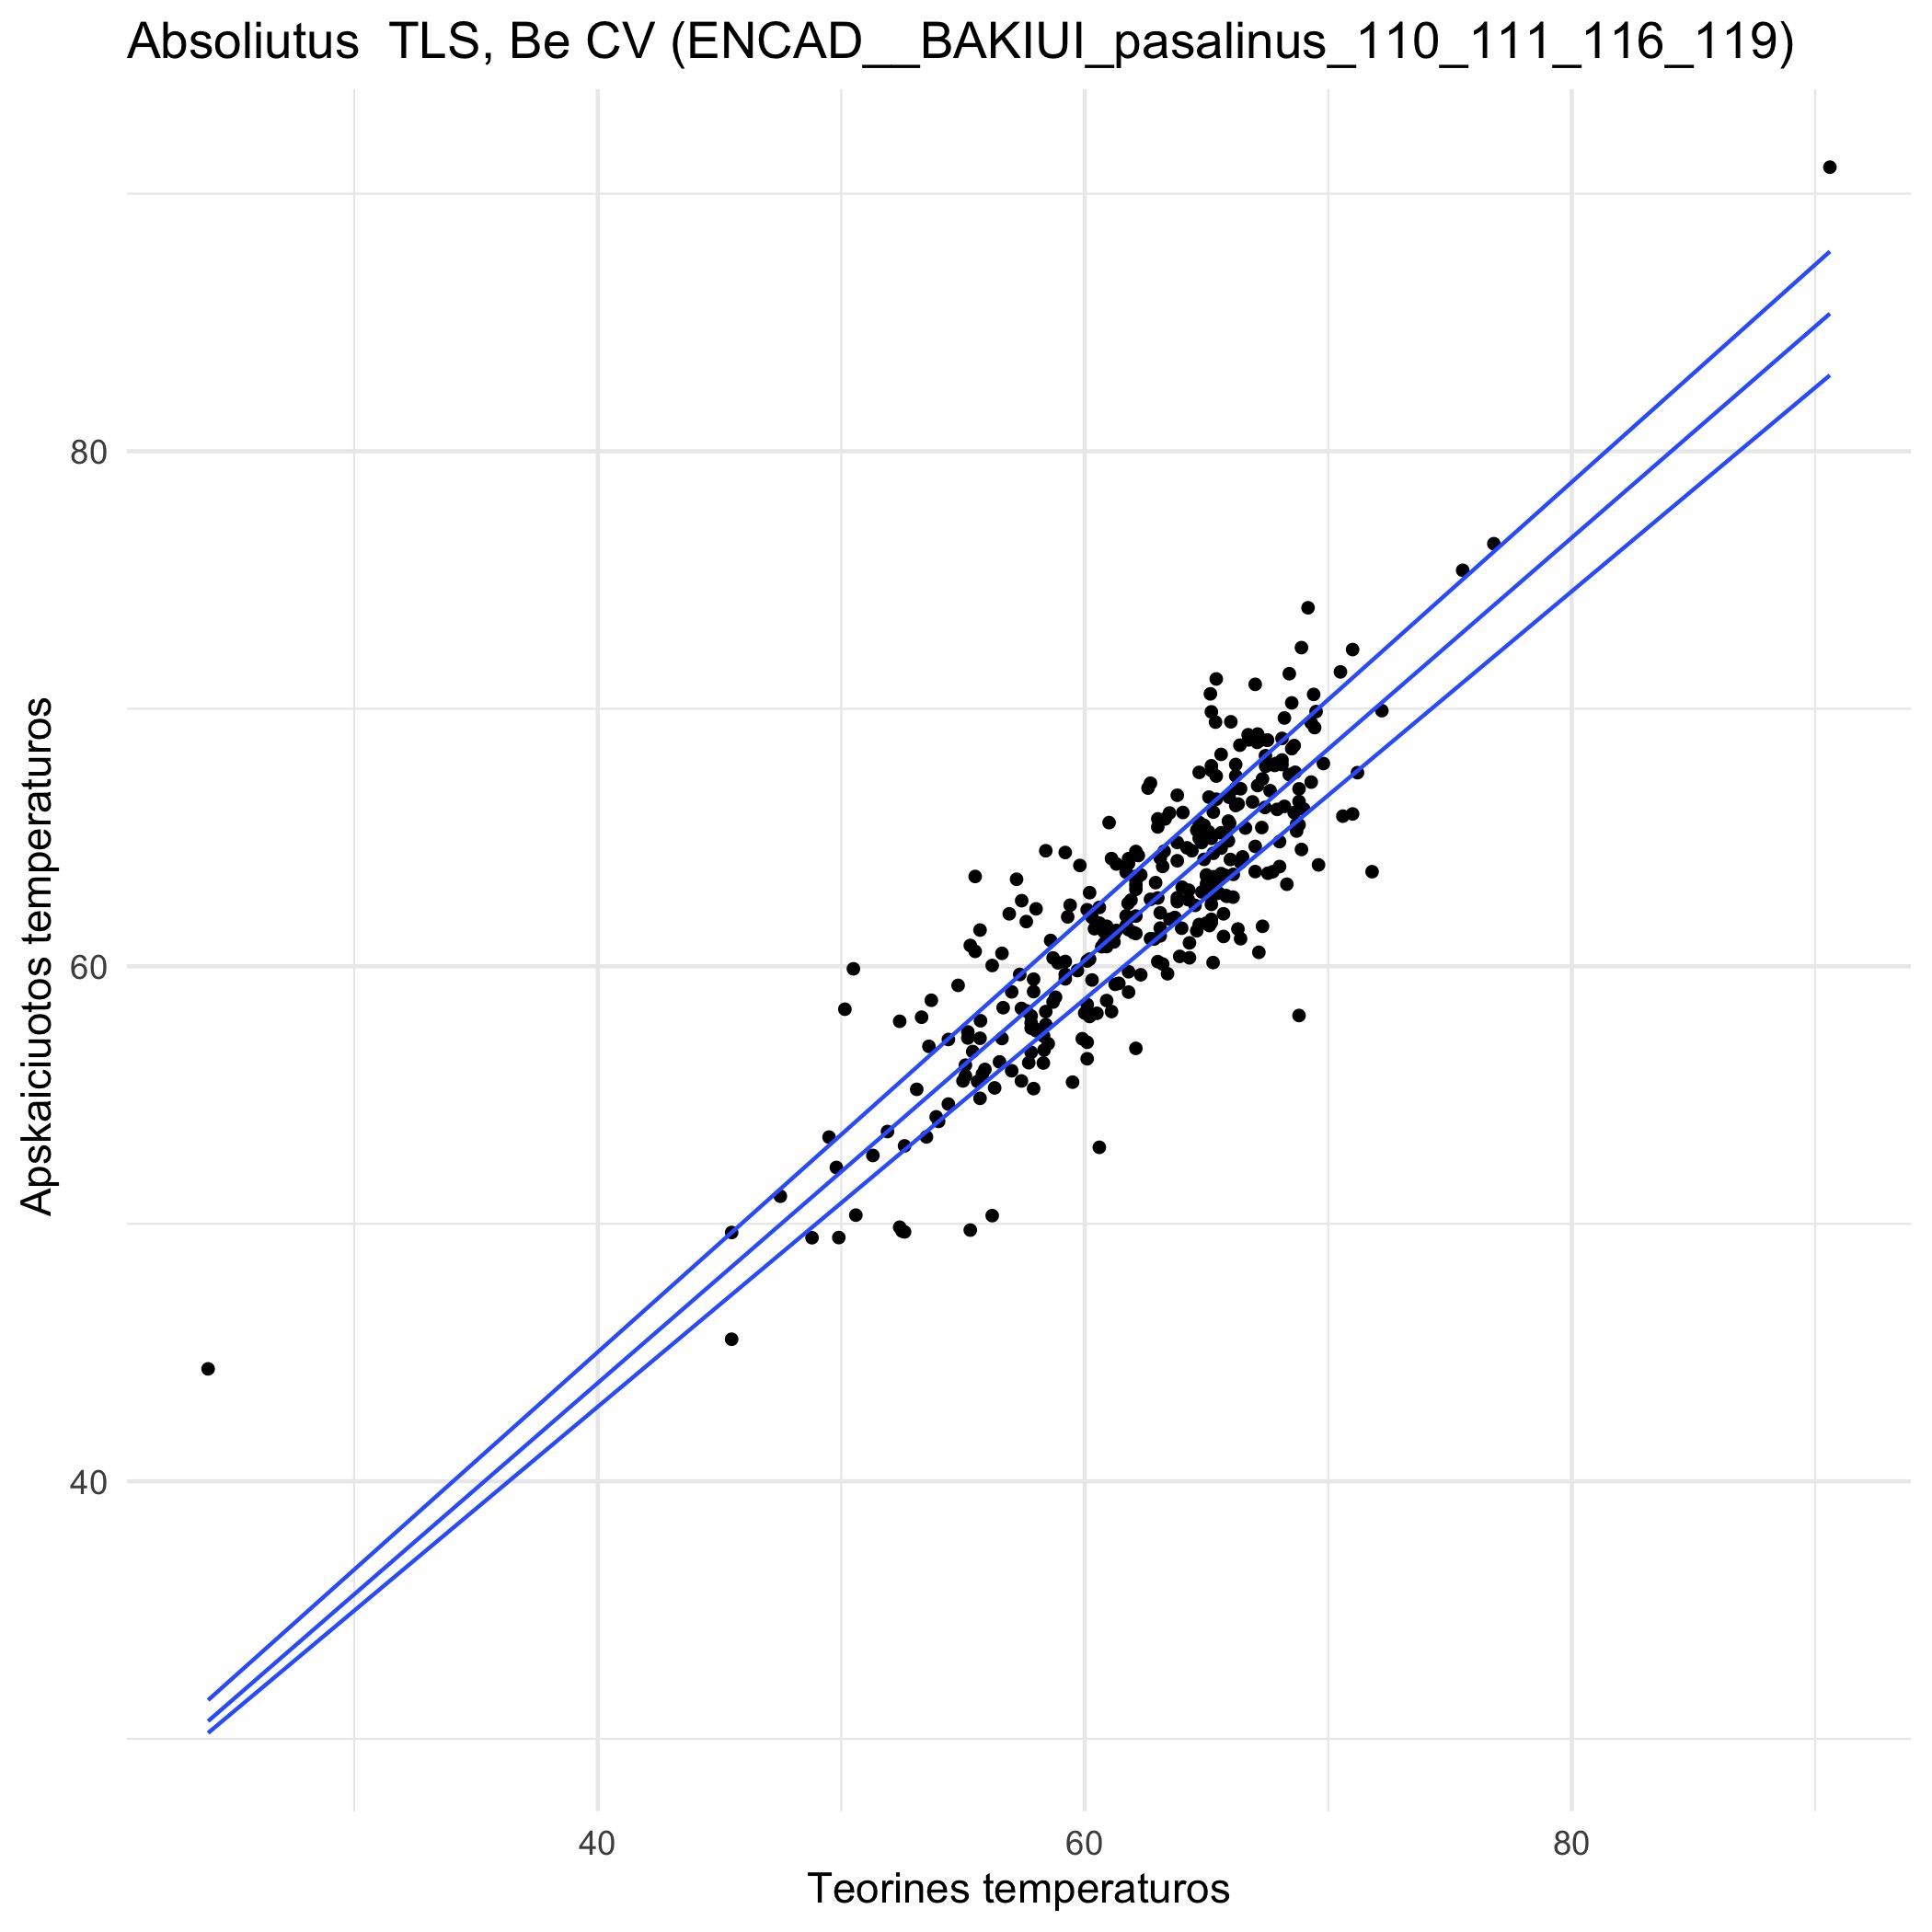 Absoliutus  TLS, Be CV (ENCAD__BAKIUI_pasalinus_110_111_116_119)
Apskaiciuotos temperaturos
80
60
40
40
60
80
Teorines temperaturos